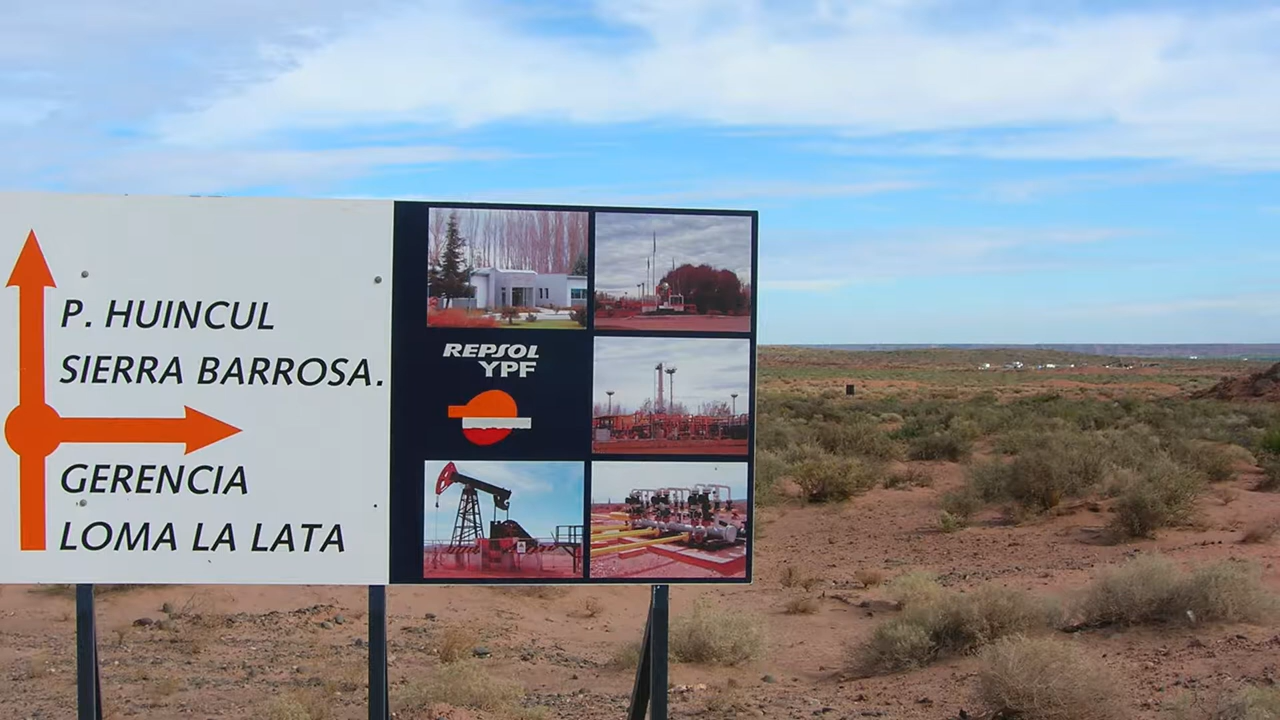 P. HUINCUL
SIERRA BARROSA.
GERENCIA
LOMA LA LATA
REPSOL
YPF